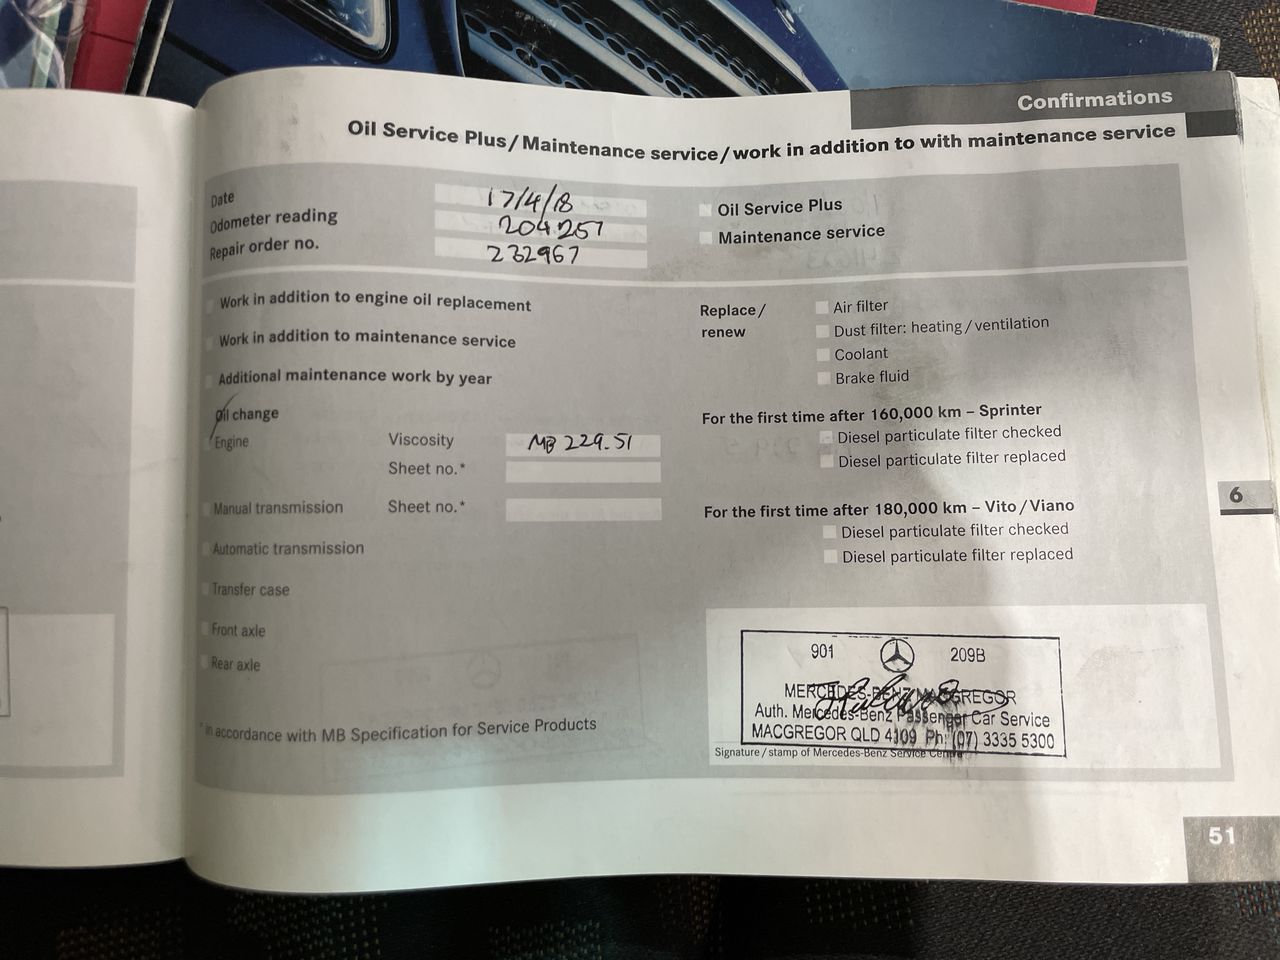 Confirmations
Oil Service Plus/Maintenance service/work in addition to with maintenance service
Date 17/4/18
Odometer reading 204257
Repair order no. 232967
Oil Service Plus
Maintenance service
Work in addition to engine oil replacement
Work in addition to maintenance service
Additional maintenance work by year
Oil change
Engine Viscosity MB 229.51
Sheet no.*
Manual transmission Sheet no.*
Automatic transmission
Transfer case
Front axle
Rear axle
* in accordance with MB Specification for Service Products
Replace/
renew
Air filter
Dust filter: heating/ventilation
Coolant
Brake fluid
For the first time after 160,000 km – Sprinter
Diesel particulate filter checked
Diesel particulate filter replaced
For the first time after 180,000 km – Vito/Viano
Diesel particulate filter checked
Diesel particulate filter replaced
901 209B
MERCEDES-BENZ MACGREGOR
Auth. Mercedes-Benz Passenger Car Service
MACGREGOR QLD 4109 Ph: (07) 3335 5300
Signature/stamp of Mercedes-Benz Service Centre
6
51